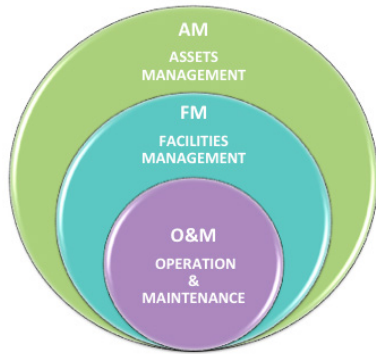 AM
ASSETS
MANAGEMENT
FM
FACILITIES
MANAGEMENT
O&M
OPERATION
&
MAINTENANCE